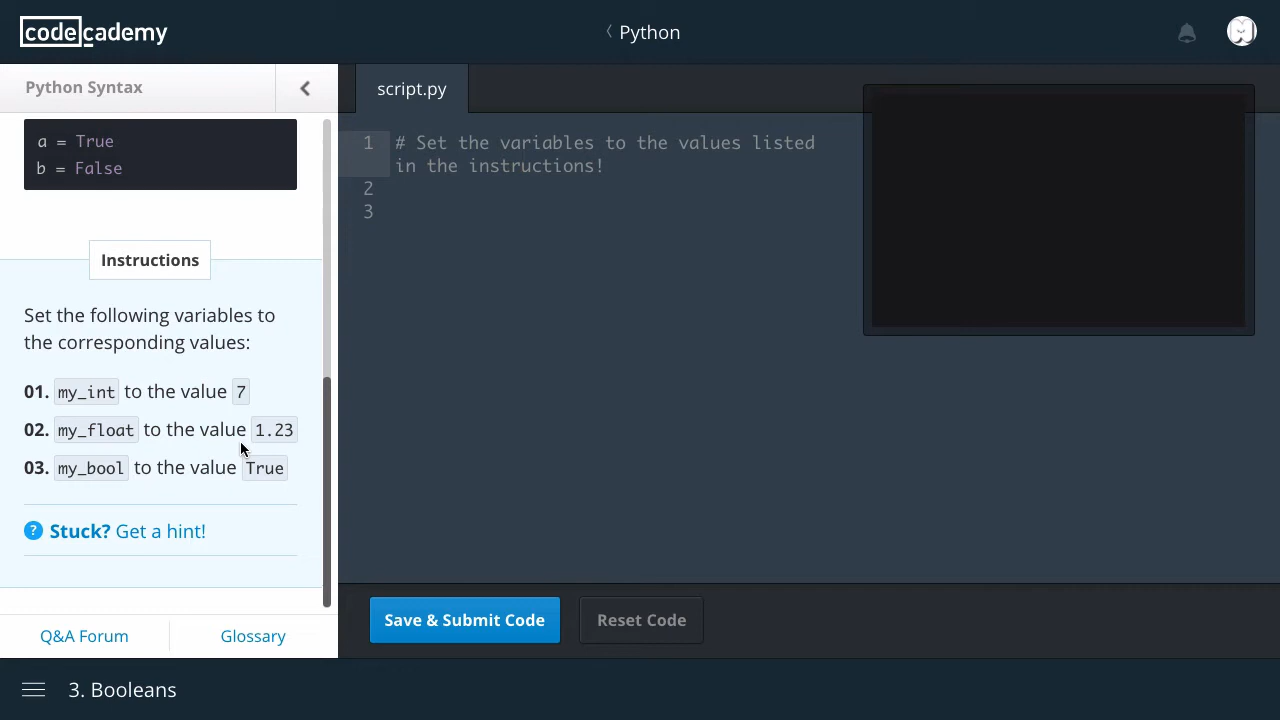 codecademy
Python
Python Syntax
script.py
a = True
b = False
1 # Set the variables to the values listed
in the instructions!
2
3
Instructions
Set the following variables to
the corresponding values:
01. my_int to the value 7
02. my_float to the value 1.23
03. my_bool to the value True
? Stuck? Get a hint!
Save & Submit Code
Reset Code
Q&A Forum
Glossary
3. Booleans